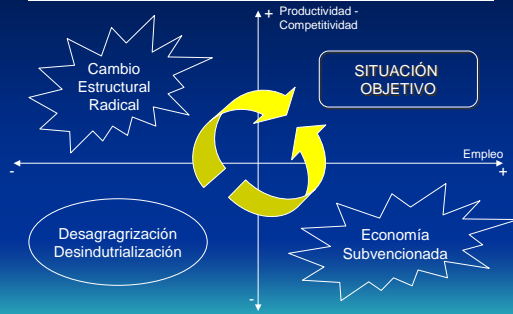 + Productividad -
Competitividad
Cambio
Estructural
Radical
SITUACIÓN
OBJETIVO
Empleo
-
+
Desagragrización
Desindutrialización
Economía
Subvencionada
-